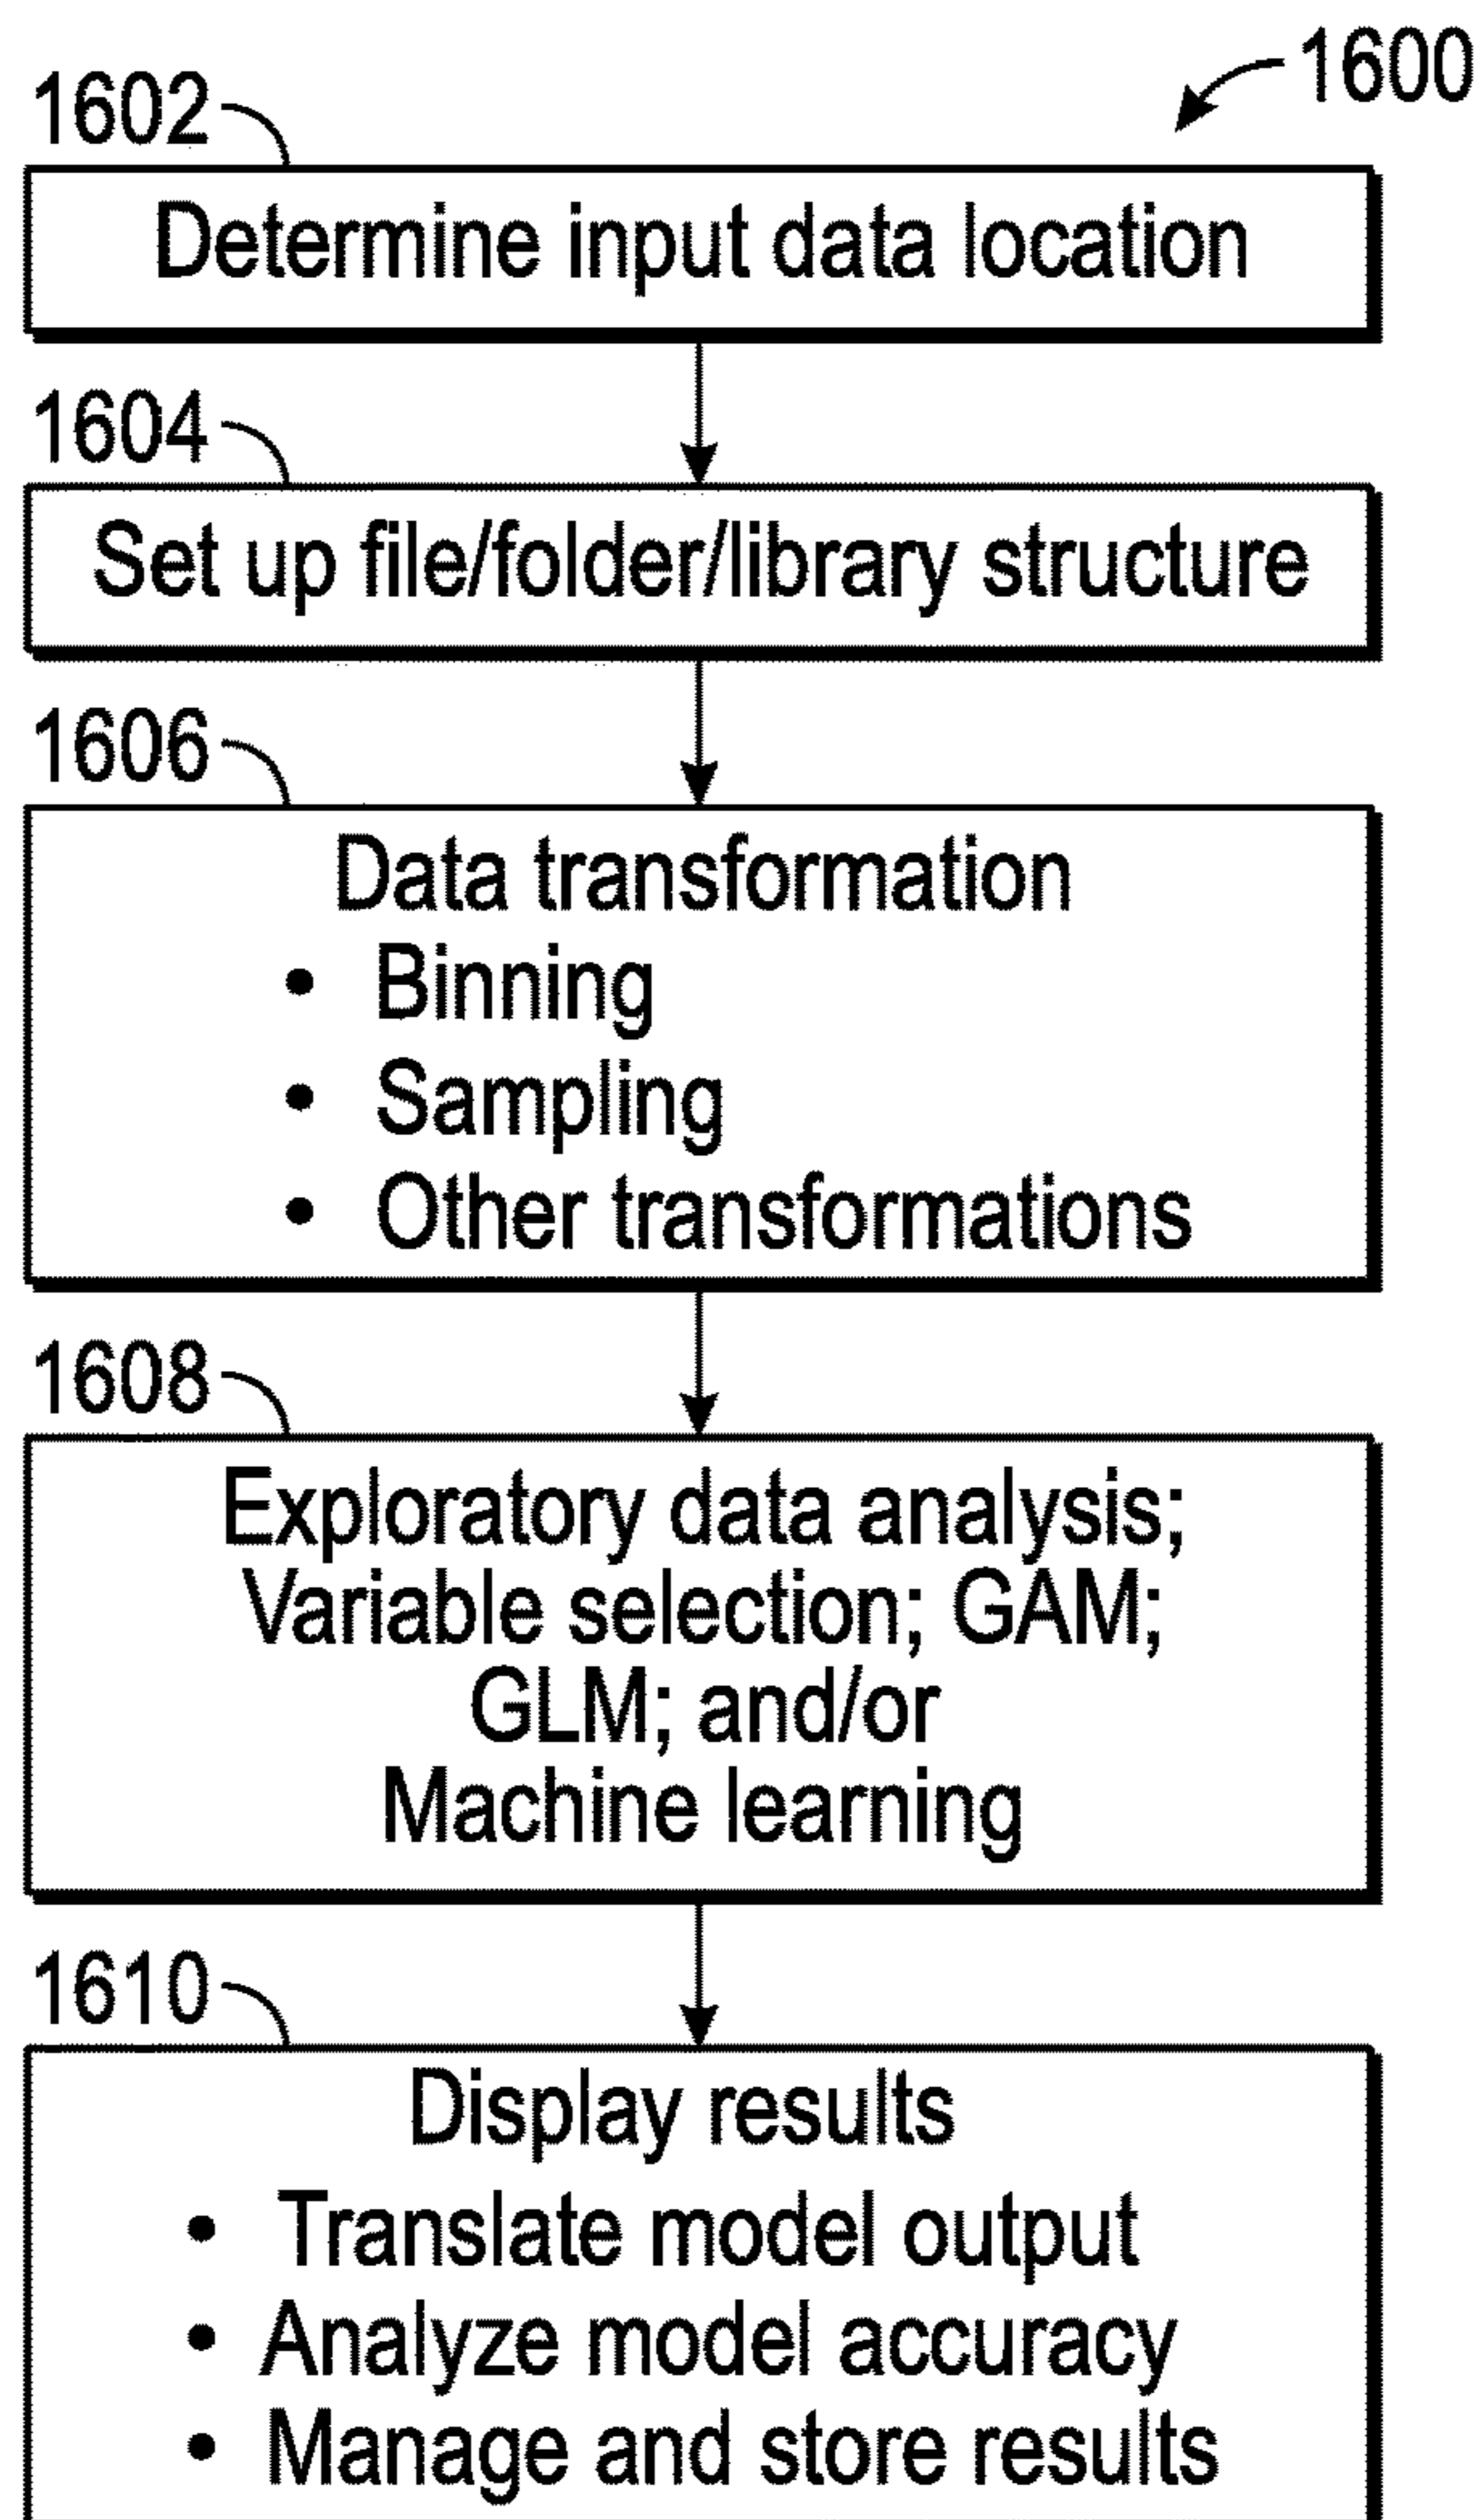 1600
1602
Determine input data location
1604
Set up file/folder/library structure
1606
Data transformation
• Binning
• Sampling
• Other transformations
1608
Exploratory data analysis;
Variable selection; GAM;
GLM; and/or
Machine learning
1610
Display results
• Translate model output
• Analyze model accuracy
• Manage and store results